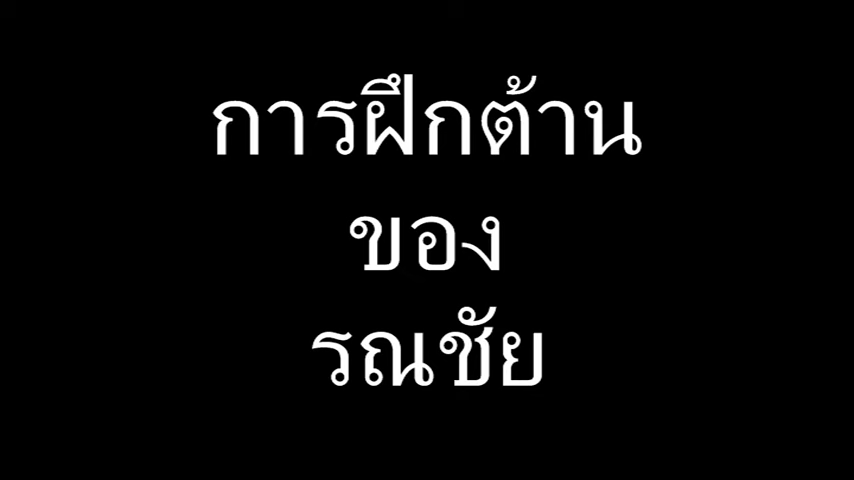 การฝึกต้าน
ของ
รณชัย